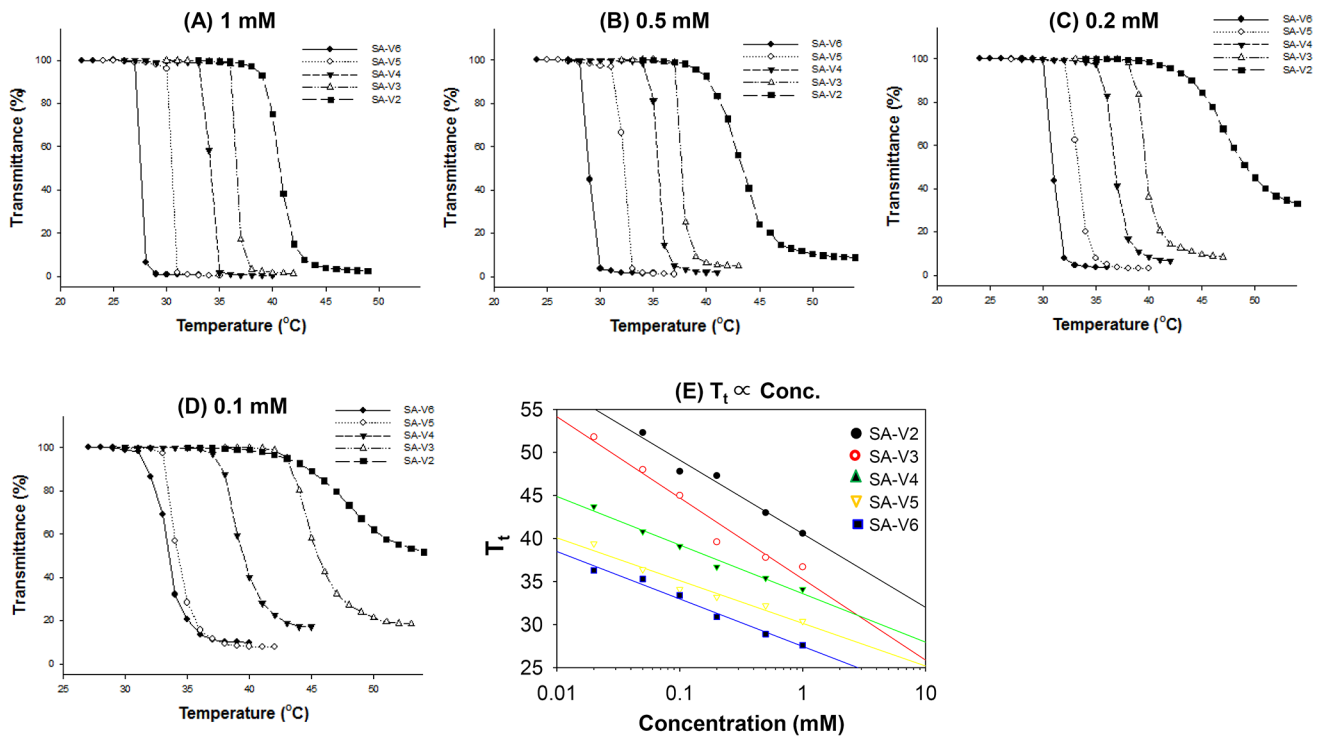 (A) 1 mM
SA-V6
SA-V5
SA-V4
SA-V3
SA-V2
Transmittance (%)
100
80
60
40
20
0
20 25 30 35 40 45 50
Temperature (°C)
(B) 0.5 mM
SA-V6
SA-V5
SA-V4
SA-V3
SA-V2
Transmittance (%)
100
80
60
40
20
0
20 25 30 35 40 45 50
Temperature (°C)
(C) 0.2 mM
SA-V6
SA-V5
SA-V4
SA-V3
SA-V2
Transmittance (%)
100
80
60
40
20
0
20 25 30 35 40 45 50
Temperature (°C)
(D) 0.1 mM
SA-V6
SA-V5
SA-V4
SA-V3
SA-V2
Transmittance (%)
100
80
60
40
20
0
25 30 35 40 45 50
Temperature (°C)
(E) Tt ∝ Conc.
SA-V2
SA-V3
SA-V4
SA-V5
SA-V6
Tt
55
50
45
40
35
30
25
0.01 0.1 1 10
Concentration (mM)